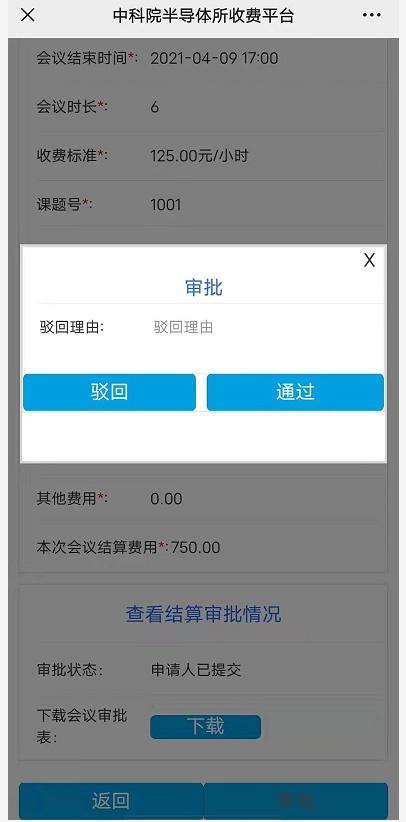 中科院半导体所收费平台
会议结束时间*: 2021-04-09 17:00
会议时长*: 6
收费标准*: 125.00元/小时
课题号*: 1001
X
审批
驳回理由: 驳回理由
驳回 通过
其他费用*: 0.00
本次会议结算费用*: 750.00
查看结算审批情况
审批状态: 申请人已提交
下载会议审批
表: 下载
返回